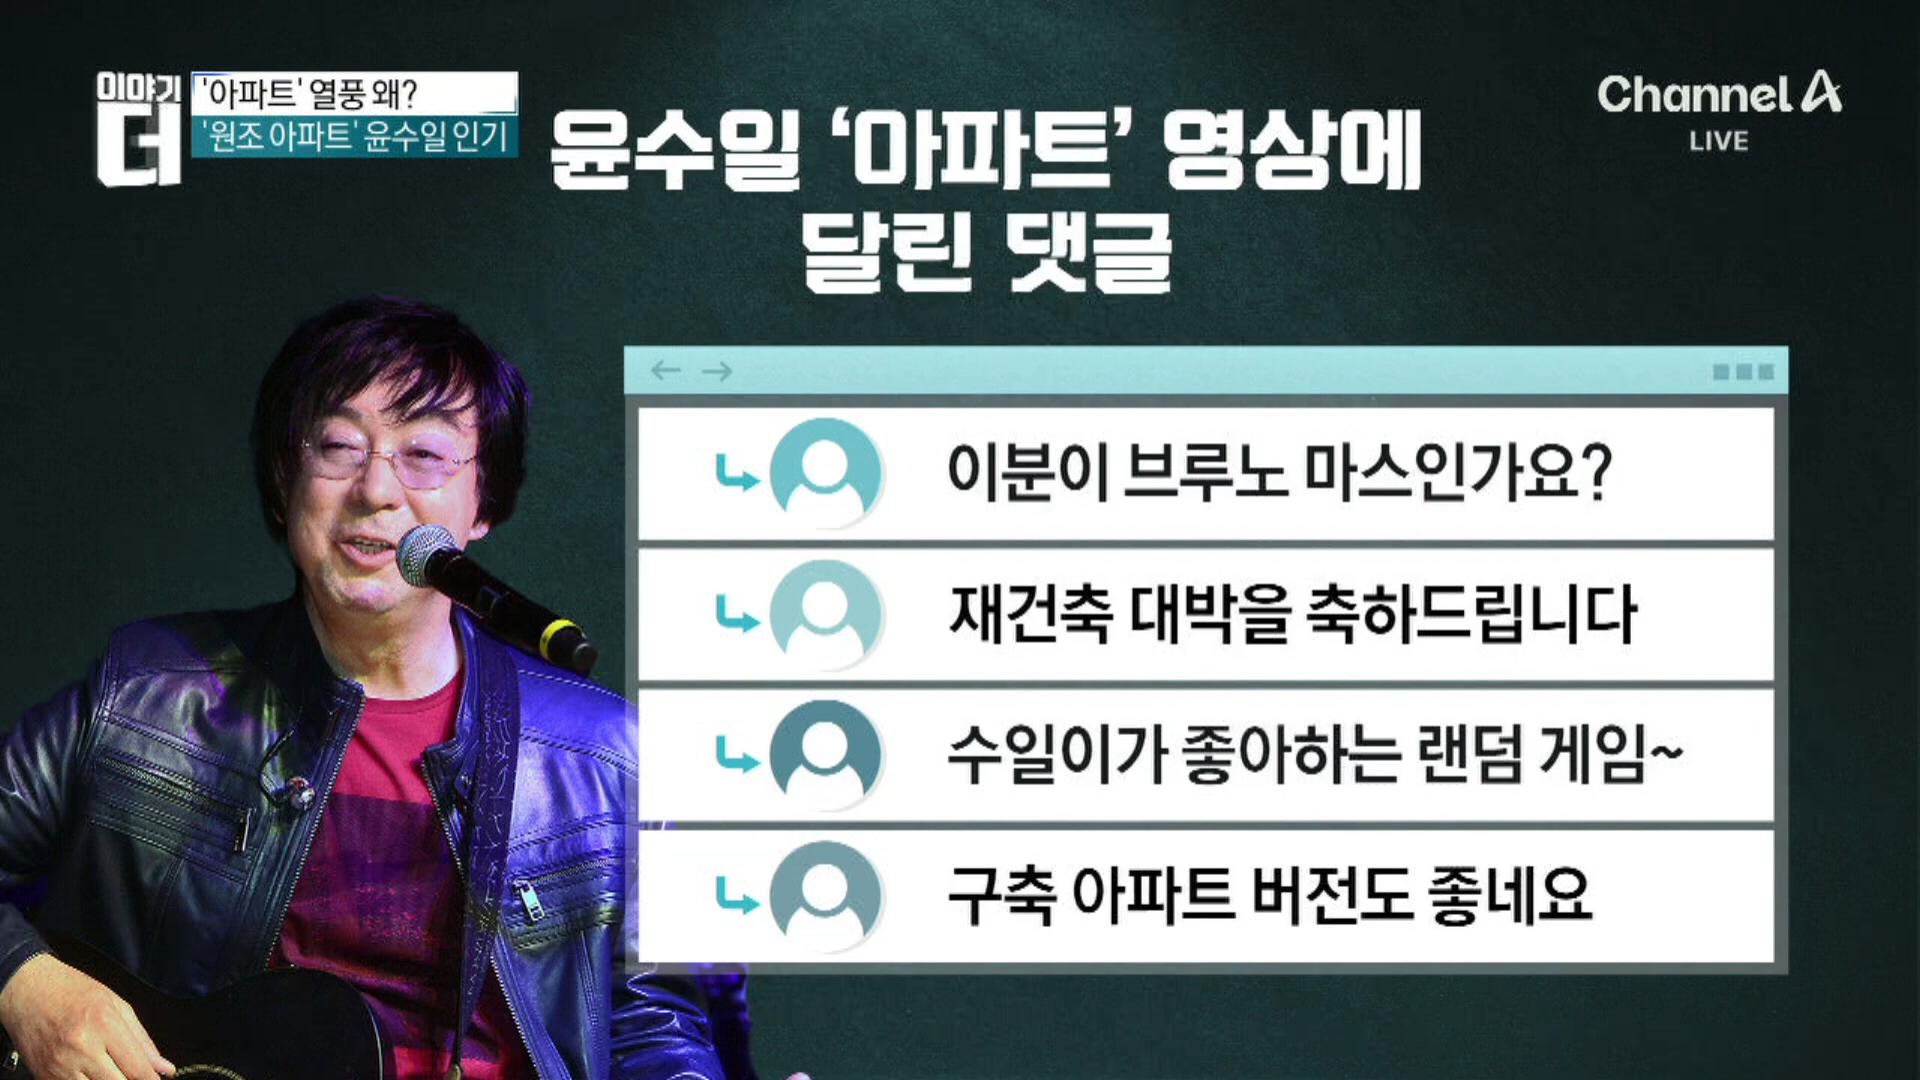 이야기 더
'아파트' 열풍 왜?
'원조 아파트' 윤수일 인기
Channel A
LIVE
윤수일 ‘아파트’ 영상에
달린 댓글
이분이 브루노 마스인가요?
재건축 대박을 축하드립니다
수일이가 좋아하는 랜덤 게임~
구축 아파트 버전도 좋네요